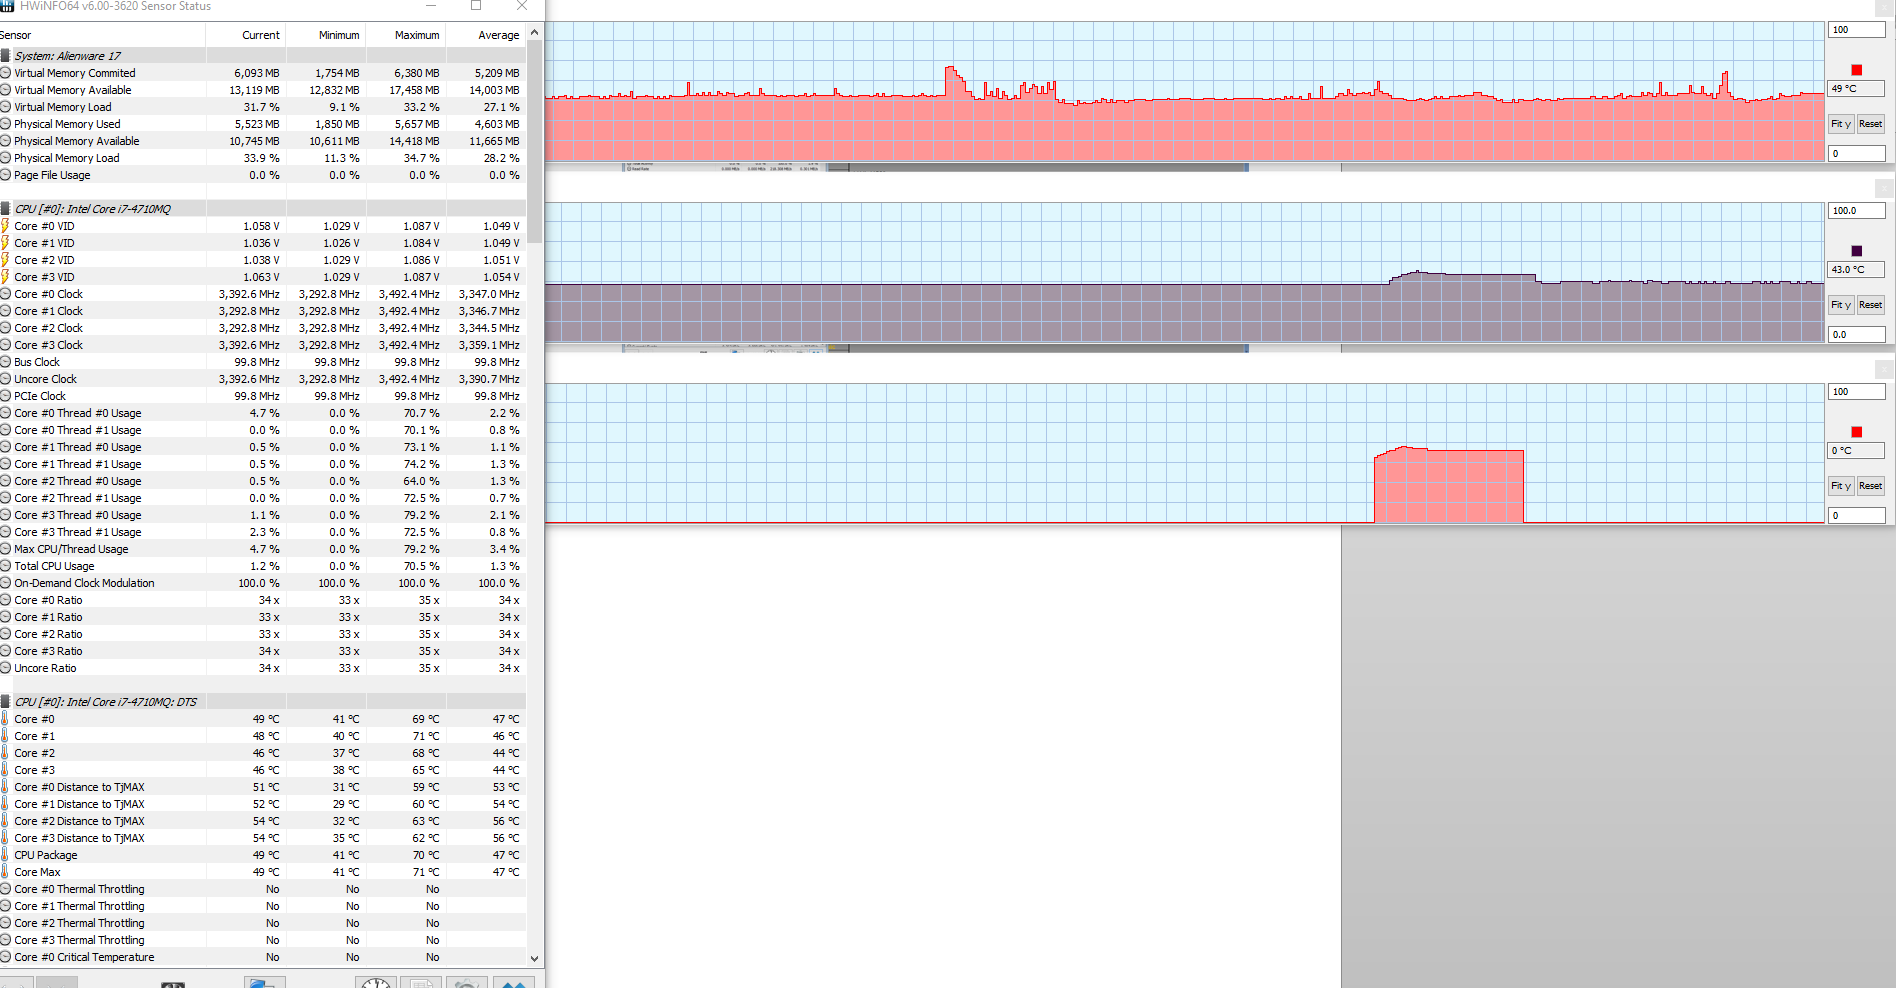 HWiNFO64 v6.00-3620 Sensor Status
Sensor Current Minimum Maximum Average
System: Alienware 17
Virtual Memory Commited 6,093 MB 1,754 MB 6,380 MB 5,209 MB
Virtual Memory Available 13,119 MB 12,832 MB 17,458 MB 14,003 MB
Virtual Memory Load 31.7 % 9.1 % 33.2 % 27.1 %
Physical Memory Used 5,523 MB 1,850 MB 5,657 MB 4,603 MB
Physical Memory Available 10,745 MB 10,611 MB 14,418 MB 11,665 MB
Physical Memory Load 33.9 % 11.3 % 34.7 % 28.2 %
Page File Usage 0.0 % 0.0 % 0.0 % 0.0 %
CPU [#0]: Intel Core i7-4710MQ
Core #0 VID 1.058 V 1.029 V 1.087 V 1.049 V
Core #1 VID 1.036 V 1.026 V 1.084 V 1.049 V
Core #2 VID 1.038 V 1.029 V 1.086 V 1.051 V
Core #3 VID 1.063 V 1.029 V 1.087 V 1.054 V
Core #0 Clock 3,392.6 MHz 3,292.8 MHz 3,492.4 MHz 3,347.0 MHz
Core #1 Clock 3,292.8 MHz 3,292.8 MHz 3,492.4 MHz 3,346.7 MHz
Core #2 Clock 3,292.8 MHz 3,292.8 MHz 3,492.4 MHz 3,344.5 MHz
Core #3 Clock 3,392.6 MHz 3,292.8 MHz 3,492.4 MHz 3,359.1 MHz
Bus Clock 99.8 MHz 99.8 MHz 99.8 MHz 99.8 MHz
Uncore Clock 3,392.6 MHz 3,292.8 MHz 3,492.4 MHz 3,390.7 MHz
PCIe Clock 99.8 MHz 99.8 MHz 99.8 MHz 99.8 MHz
Core #0 Thread #0 Usage 4.7 % 0.0 % 70.7 % 2.2 %
Core #0 Thread #1 Usage 0.0 % 0.0 % 70.1 % 0.8 %
Core #1 Thread #0 Usage 0.5 % 0.0 % 73.1 % 1.1 %
Core #1 Thread #1 Usage 0.5 % 0.0 % 74.2 % 1.3 %
Core #2 Thread #0 Usage 0.5 % 0.0 % 64.0 % 1.3 %
Core #2 Thread #1 Usage 0.0 % 0.0 % 72.5 % 0.7 %
Core #3 Thread #0 Usage 1.1 % 0.0 % 79.2 % 2.1 %
Core #3 Thread #1 Usage 2.3 % 0.0 % 72.5 % 0.8 %
Max CPU/Thread Usage 4.7 % 0.0 % 79.2 % 3.4 %
Total CPU Usage 1.2 % 0.0 % 70.5 % 1.3 %
On-Demand Clock Modulation 100.0 % 100.0 % 100.0 % 100.0 %
Core #0 Ratio 34 x 33 x 35 x 34 x
Core #1 Ratio 33 x 33 x 35 x 34 x
Core #2 Ratio 33 x 33 x 35 x 34 x
Core #3 Ratio 34 x 33 x 35 x 34 x
Uncore Ratio 34 x 33 x 35 x 34 x
CPU [#0]: Intel Core i7-4710MQ: DTS
Core #0 49 °C 41 °C 69 °C 47 °C
Core #1 48 °C 40 °C 71 °C 46 °C
Core #2 46 °C 37 °C 68 °C 44 °C
Core #3 46 °C 38 °C 65 °C 44 °C
Core #0 Distance to TjMAX 51 °C 31 °C 59 °C 53 °C
Core #1 Distance to TjMAX 52 °C 29 °C 60 °C 54 °C
Core #2 Distance to TjMAX 54 °C 32 °C 63 °C 56 °C
Core #3 Distance to TjMAX 54 °C 35 °C 62 °C 56 °C
CPU Package 49 °C 41 °C 70 °C 47 °C
Core Max 49 °C 41 °C 71 °C 47 °C
Core #0 Thermal Throttling No No No
Core #1 Thermal Throttling No No No
Core #2 Thermal Throttling No No No
Core #3 Thermal Throttling No No No
Core #0 Critical Temperature No No No
100
49 °C
Fit y Reset
0
100.0
43.0 °C
Fit y Reset
0.0
100
0 °C
Fit y Reset
0